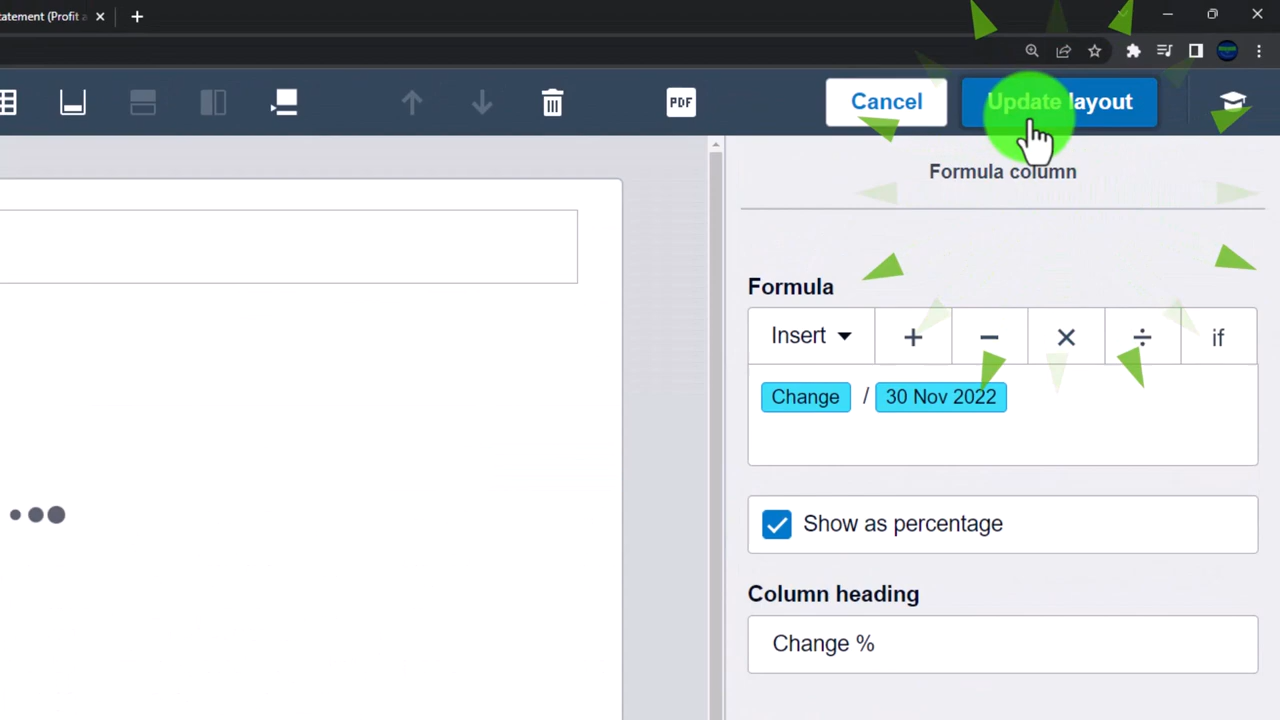 atement (Profit a
PDF
Cancel
Update layout
Formula column
Formula
Insert + − × ÷ if
Change / 30 Nov 2022
Show as percentage
Column heading
Change %